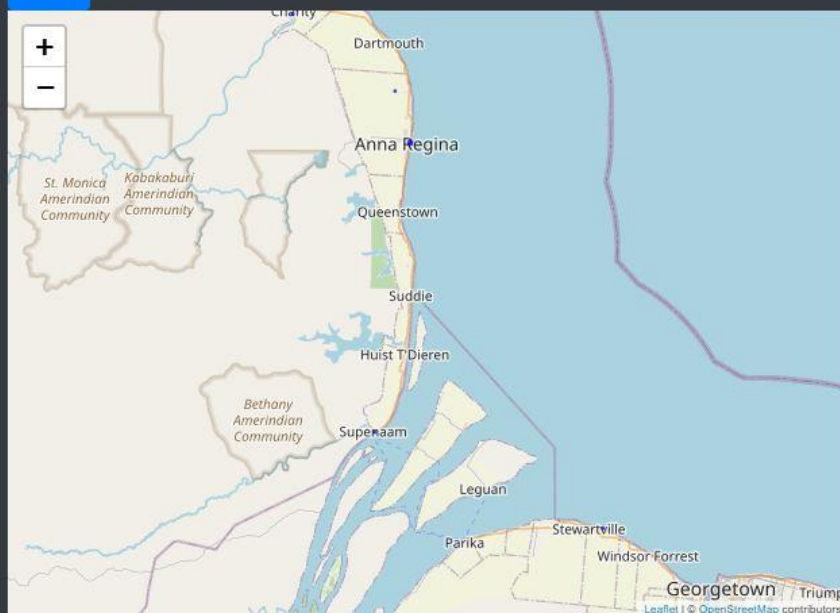 Charity
+
Dartmouth
−
Anna Regina
St. Monica
Amerindian
Community
Kabakaburi
Amerindian
Community
Queenstown
Suddie
Huist T'Dieren
Bethany
Amerindian
Community
Supenaam
Leguan
Stewartville
Parika
Windsor Forrest
Georgetown
Trium
Leaflet | © OpenStreetMap contributors